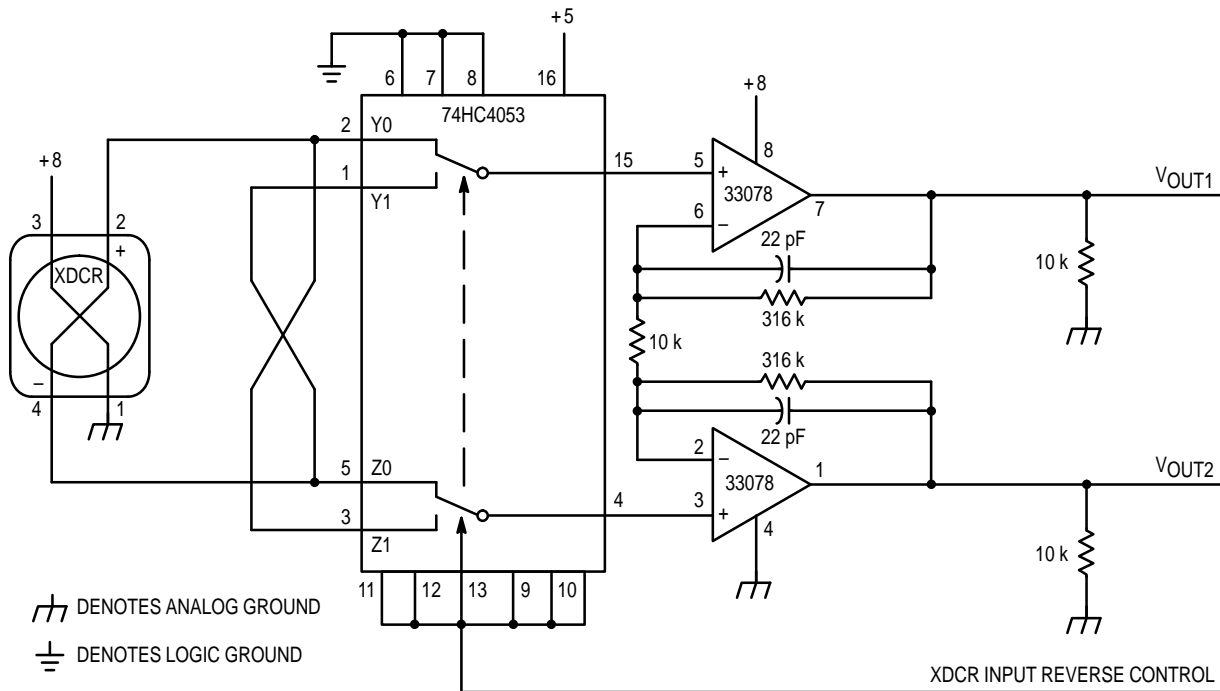 +5
6 7 8 16
74HC4053
+8
2 Y0
+8
8
15
5
+
33078
7
VOUT1
1
Y1
6
−
3 2
+
XDCR
22 pF
10 k
316 k
10 k
316 k
−
4 1
22 pF
2
−
1
VOUT2
5 Z0
33078
4
3
+
4
3
Z1
10 k
11 12 13 9 10
DENOTES ANALOG GROUND
DENOTES LOGIC GROUND
XDCR INPUT REVERSE CONTROL